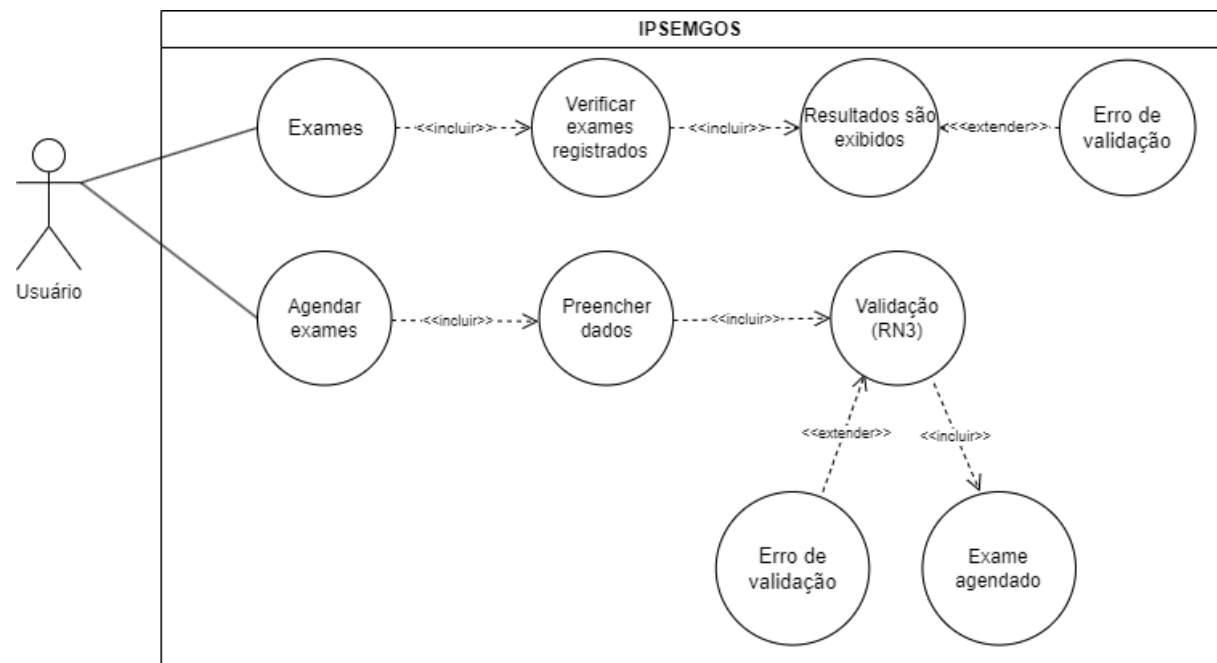 IPSEMGOS
Exames
<<incluir>>
Verificar
exames
registrados
<<incluir>>
Resultados são
exibidos
<<extender>>
Erro de
validação
Usuário
Agendar
exames
<<incluir>>
Preencher
dados
<<incluir>>
Validação
(RN3)
<<extender>>
<<incluir>>
Erro de
validação
Exame
agendado